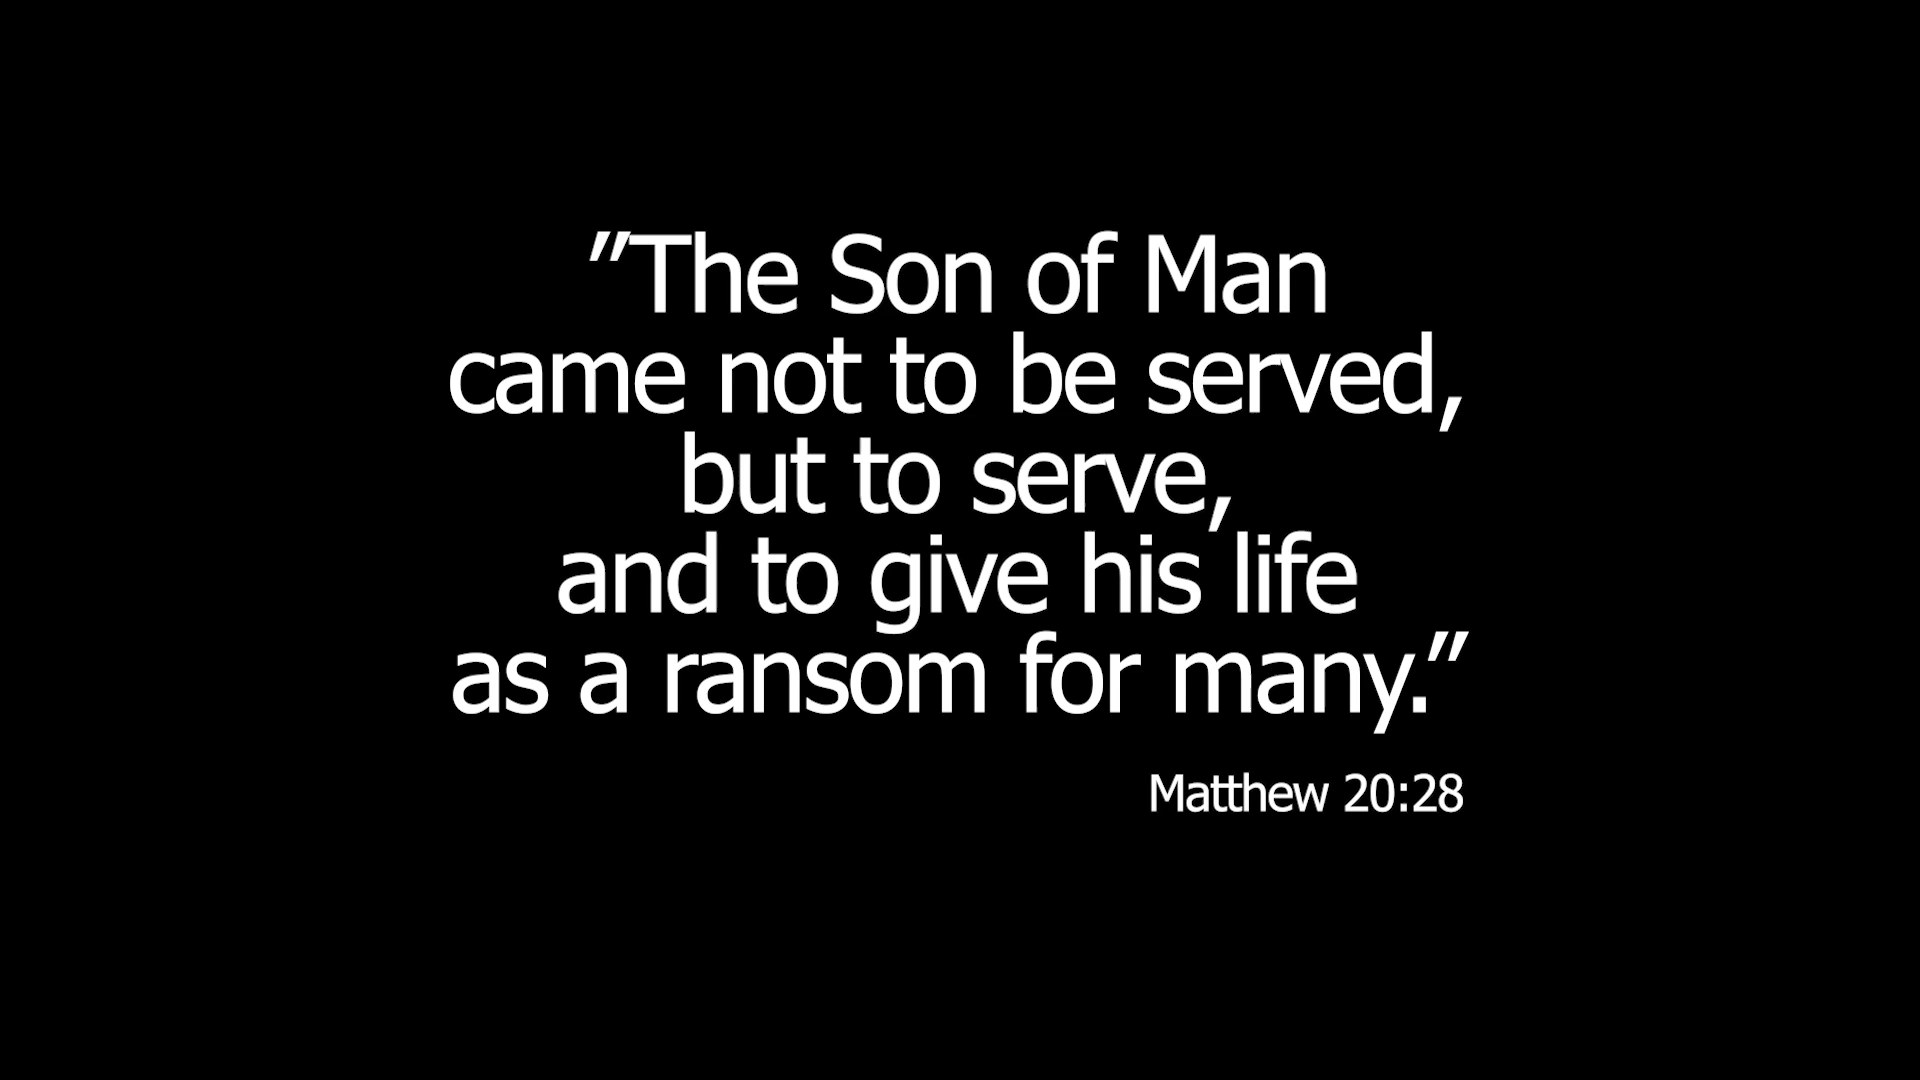 ”The Son of Man
came not to be served,
but to serve,
and to give his life
as a ransom for many.”
Matthew 20:28